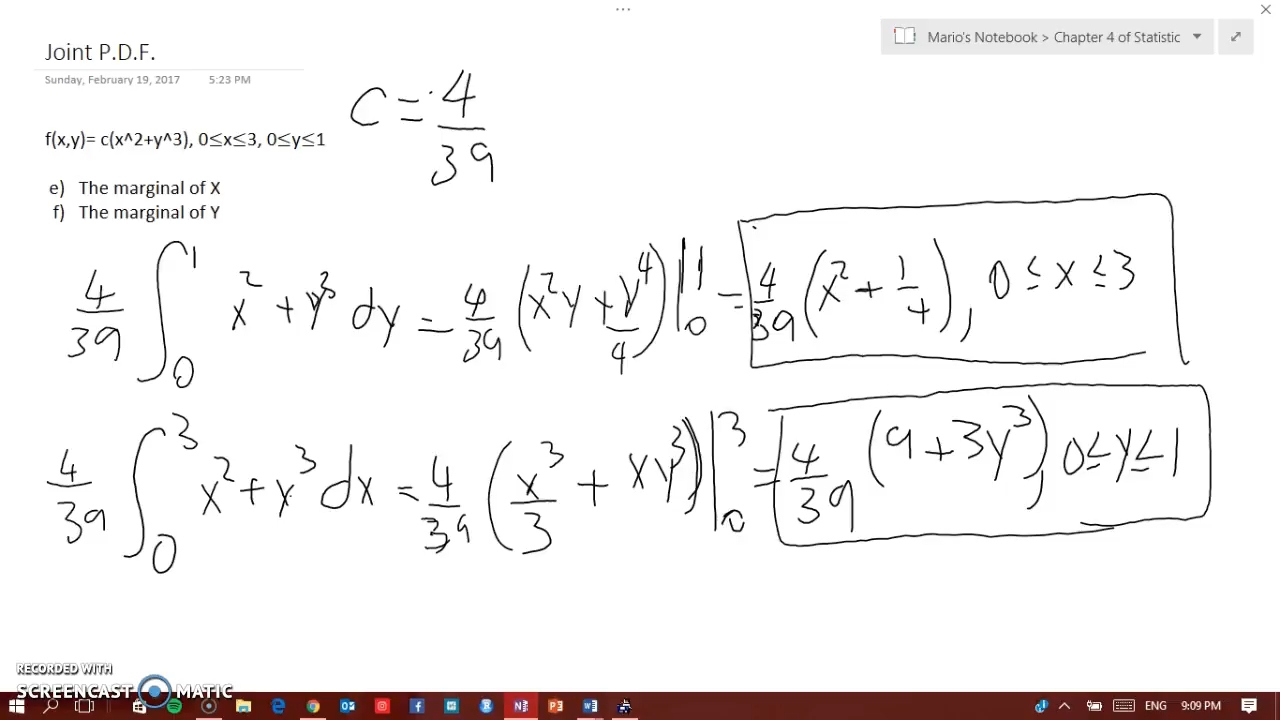 ...
Mario's Notebook > Chapter 4 of Statistic
Joint P.D.F.
Sunday, February 19, 2017 5:23 PM
C = 4/39
f(x,y)= c(x^2+y^3), 0≤x≤3, 0≤y≤1
e) The marginal of X
f) The marginal of Y
4/39 ∫₀¹ x² + y³ dy = 4/39 (x²y + y⁴/4) |₀¹ = 4/39 (x² + 1/4), 0 ≤ x ≤ 3
4/39 ∫₀³ x² + y³ dx = 4/39 (x³/3 + xy³) |₀³ = 4/39 (9 + 3y³), 0 ≤ y ≤ 1
RECORDED WITH
SCREENCAST MATIC
ENG 9:09 PM